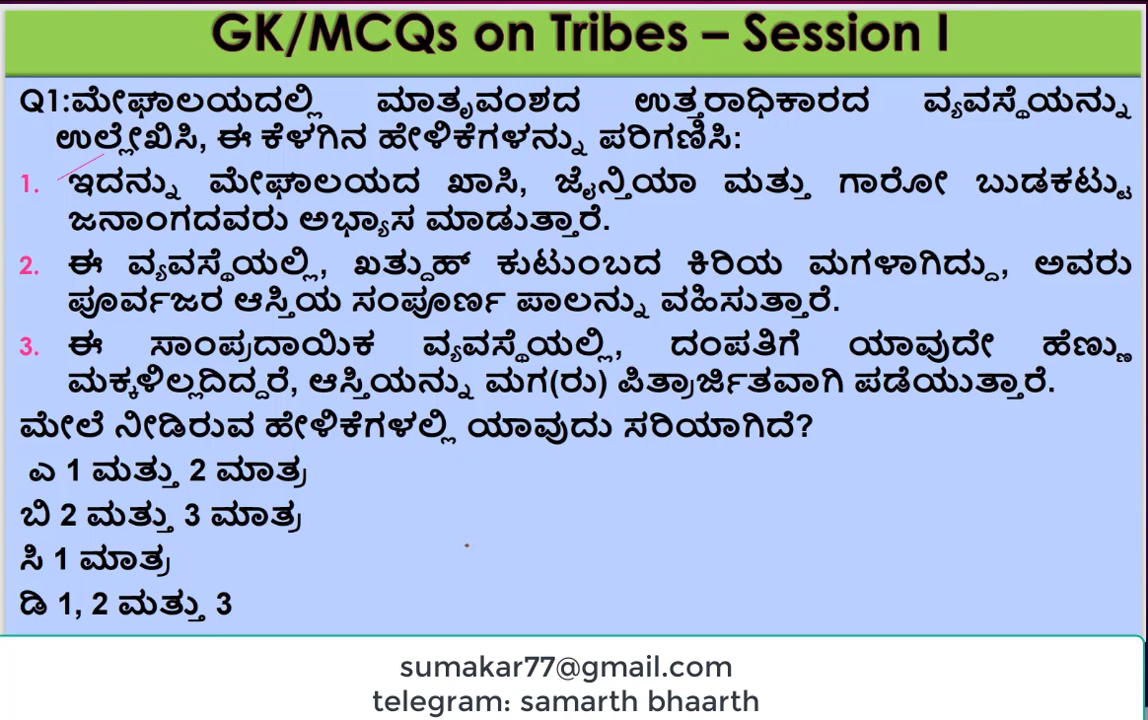 GK/MCQs on Tribes – Session I
Q1:ಮೇಘಾಲಯದಲ್ಲಿ ಮಾತೃವಂಶದ ಉತ್ತರಾಧಿಕಾರದ ವ್ಯವಸ್ಥೆಯನ್ನು
ಉಲ್ಲೇಖಿಸಿ, ಈ ಕೆಳಗಿನ ಹೇಳಿಕೆಗಳನ್ನು ಪರಿಗಣಿಸಿ:
1. ಇದನ್ನು ಮೇಘಾಲಯದ ಖಾಸಿ, ಜೈನ್ತಿಯಾ ಮತ್ತು ಗಾರೋ ಬುಡಕಟ್ಟು
ಜನಾಂಗದವರು ಅಭ್ಯಾಸ ಮಾಡುತ್ತಾರೆ.
2. ಈ ವ್ಯವಸ್ಥೆಯಲ್ಲಿ, ಖತ್ದುಹ್ ಕುಟುಂಬದ ಕಿರಿಯ ಮಗಳಾಗಿದ್ದು, ಅವರು
ಪೂರ್ವಜರ ಆಸ್ತಿಯ ಸಂಪೂರ್ಣ ಪಾಲನ್ನು ವಹಿಸುತ್ತಾರೆ.
3. ಈ ಸಾಂಪ್ರದಾಯಿಕ ವ್ಯವಸ್ಥೆಯಲ್ಲಿ, ದಂಪತಿಗೆ ಯಾವುದೇ ಹೆಣ್ಣು
ಮಕ್ಕಳಿಲ್ಲದಿದ್ದರೆ, ಆಸ್ತಿಯನ್ನು ಮಗ(ರು) ಪಿತ್ರಾರ್ಜಿತವಾಗಿ ಪಡೆಯುತ್ತಾರೆ.
ಮೇಲೆ ನೀಡಿರುವ ಹೇಳಿಕೆಗಳಲ್ಲಿ ಯಾವುದು ಸರಿಯಾಗಿದೆ?
ಎ 1 ಮತ್ತು 2 ಮಾತ್ರ
ಬಿ 2 ಮತ್ತು 3 ಮಾತ್ರ
ಸಿ 1 ಮಾತ್ರ
ಡಿ 1, 2 ಮತ್ತು 3
sumakar77@gmail.com
telegram: samarth bhaarth